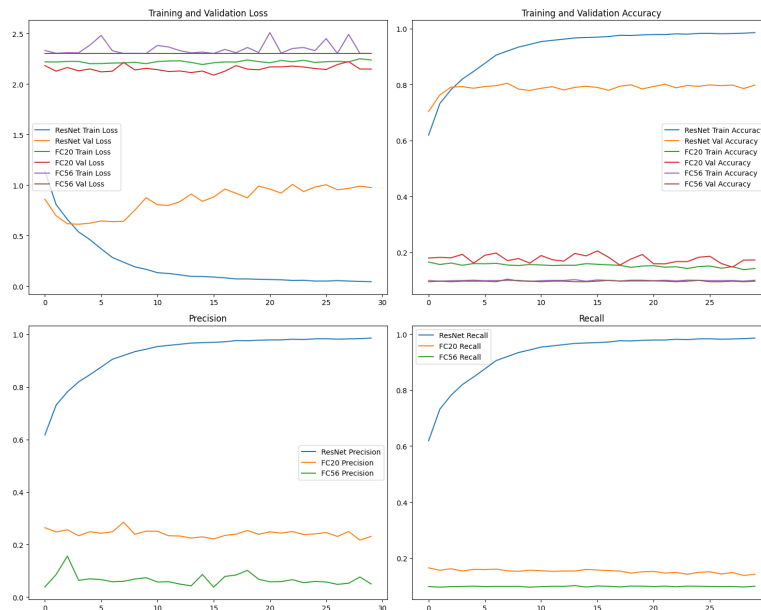 Training and Validation Loss
2.5
2.0
1.5
1.0
0.5
0.0
ResNet Train Loss
ResNet Val Loss
FC20 Train Loss
FC20 Val Loss
FC56 Train Loss
FC56 Val Loss
0 5 10 15 20 25 30
Training and Validation Accuracy
1.0
0.8
0.6
0.4
0.2
ResNet Train Accuracy
ResNet Val Accuracy
FC20 Train Accuracy
FC20 Val Accuracy
FC56 Train Accuracy
FC56 Val Accuracy
0 5 10 15 20 25
Precision
1.0
0.8
0.6
0.4
0.2
0.0
ResNet Precision
FC20 Precision
FC56 Precision
0 5 10 15 20 25 30
Recall
1.0
0.8
0.6
0.4
0.2
ResNet Recall
FC20 Recall
FC56 Recall
0 5 10 15 20 25